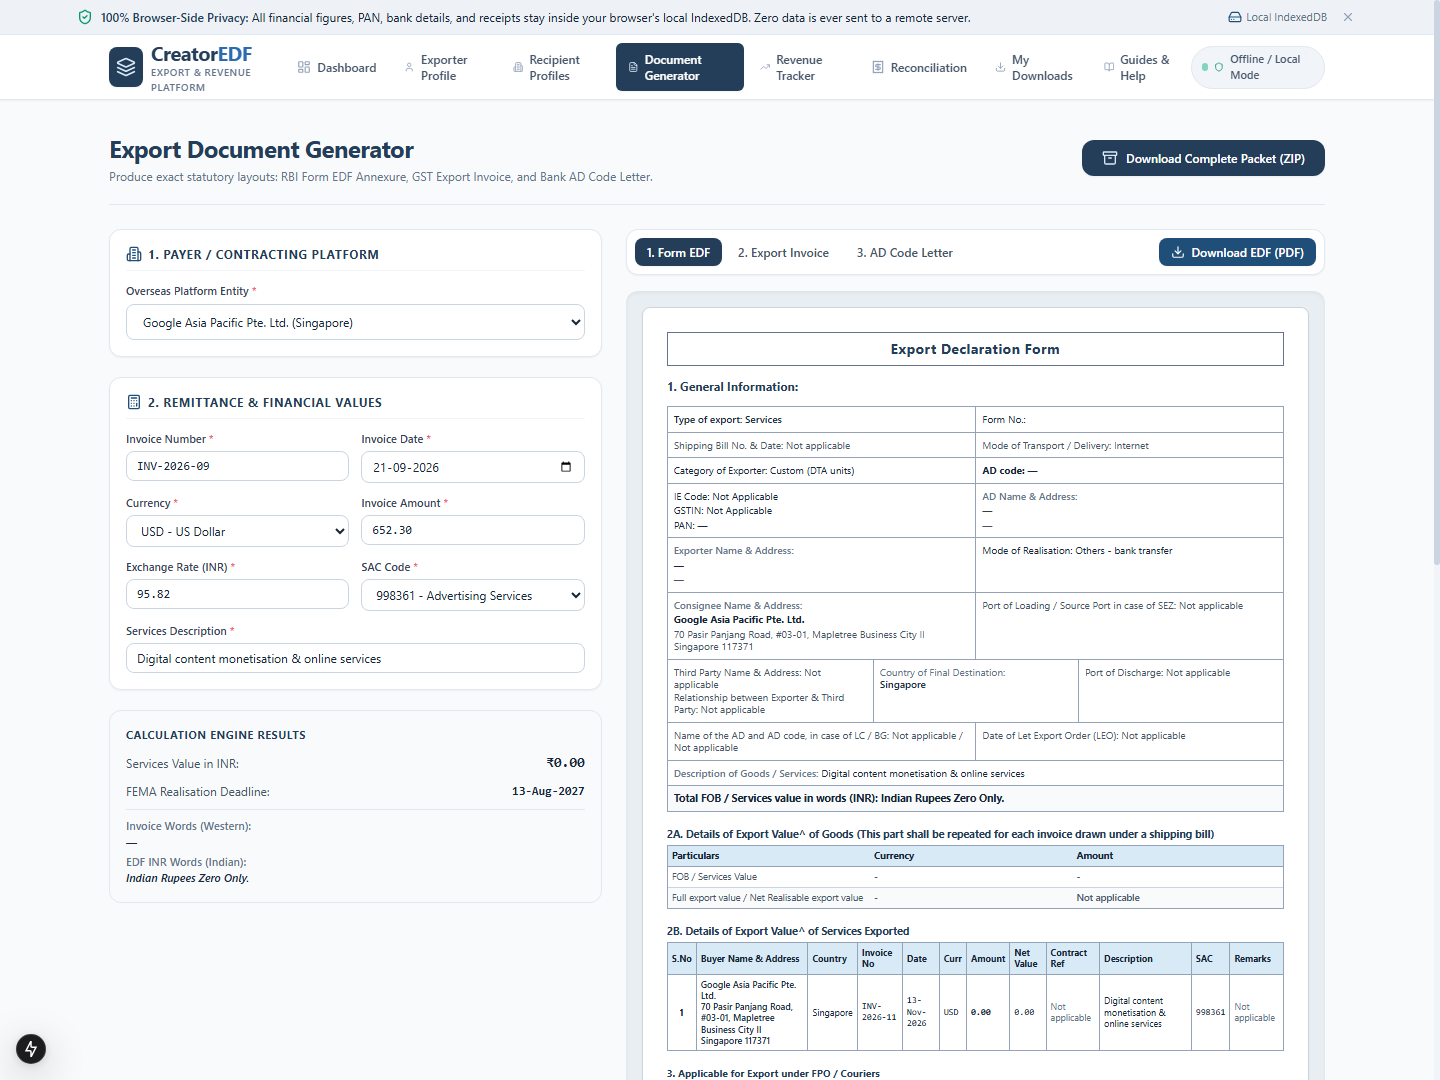 100% Browser-Side Privacy: All financial figures, PAN, bank details, and receipts stay inside your browser's local IndexedDB. Zero data is ever sent to a remote server.
Local IndexedDB
CreatorEDF
EXPORT & REVENUE
PLATFORM
Dashboard
Exporter
Profile
Recipient
Profiles
Document
Generator
Revenue
Tracker
Reconciliation
My
Downloads
Guides &
Help
Offline / Local
Mode
Export Document Generator
Produce exact statutory layouts: RBI Form EDF Annexure, GST Export Invoice, and Bank AD Code Letter.
Download Complete Packet (ZIP)
1. PAYER / CONTRACTING PLATFORM
Overseas Platform Entity *
Google Asia Pacific Pte. Ltd. (Singapore)
2. REMITTANCE & FINANCIAL VALUES
Invoice Number *
Invoice Date *
INV-2026-09
21-09-2026
Currency *
Invoice Amount *
USD - US Dollar
652.30
Exchange Rate (INR) *
SAC Code *
95.82
998361 - Advertising Services
Services Description *
Digital content monetisation & online services
CALCULATION ENGINE RESULTS
Services Value in INR:
₹0.00
FEMA Realisation Deadline:
13-Aug-2027
Invoice Words (Western):
—
EDF INR Words (Indian):
Indian Rupees Zero Only.
1. Form EDF
2. Export Invoice
3. AD Code Letter
Download EDF (PDF)
Export Declaration Form
1. General Information:
Type of export: Services
Form No.:
Shipping Bill No. & Date: Not applicable
Mode of Transport / Delivery: Internet
Category of Exporter: Custom (DTA units)
AD code: —
IE Code: Not Applicable
GSTIN: Not Applicable
PAN: —
AD Name & Address:
—
—
Exporter Name & Address:
—
—
Mode of Realisation: Others - bank transfer
Consignee Name & Address:
Google Asia Pacific Pte. Ltd.
70 Pasir Panjang Road, #03-01, Mapletree Business City II
Singapore 117371
Port of Loading / Source Port in case of SEZ: Not applicable
Third Party Name & Address: Not
applicable
Relationship between Exporter & Third
Party: Not applicable
Country of Final Destination:
Singapore
Port of Discharge: Not applicable
Name of the AD and AD code, in case of LC / BG: Not applicable /
Not applicable
Date of Let Export Order (LEO): Not applicable
Description of Goods / Services: Digital content monetisation & online services
Total FOB / Services value in words (INR): Indian Rupees Zero Only.
2A. Details of Export Value^ of Goods (This part shall be repeated for each invoice drawn under a shipping bill)
Particulars
Currency
Amount
FOB / Services Value
-
-
Full export value / Net Realisable export value
-
Not applicable
2B. Details of Export Value^ of Services Exported
S.No
Buyer Name & Address
Country
Invoice
No
Date
Curr
Amount
Net
Value
Contract
Ref
Description
SAC
Remarks
1
Google Asia Pacific Pte.
Ltd.
70 Pasir Panjang Road,
#03-01, Mapletree
Business City II
Singapore 117371
Singapore
INV-
2026-11
13-
Nov-
2026
USD
0.00
0.00
Not
applicable
Digital content
monetisation &
online services
998361
Not
applicable
3. Applicable for Export under FPO / Couriers